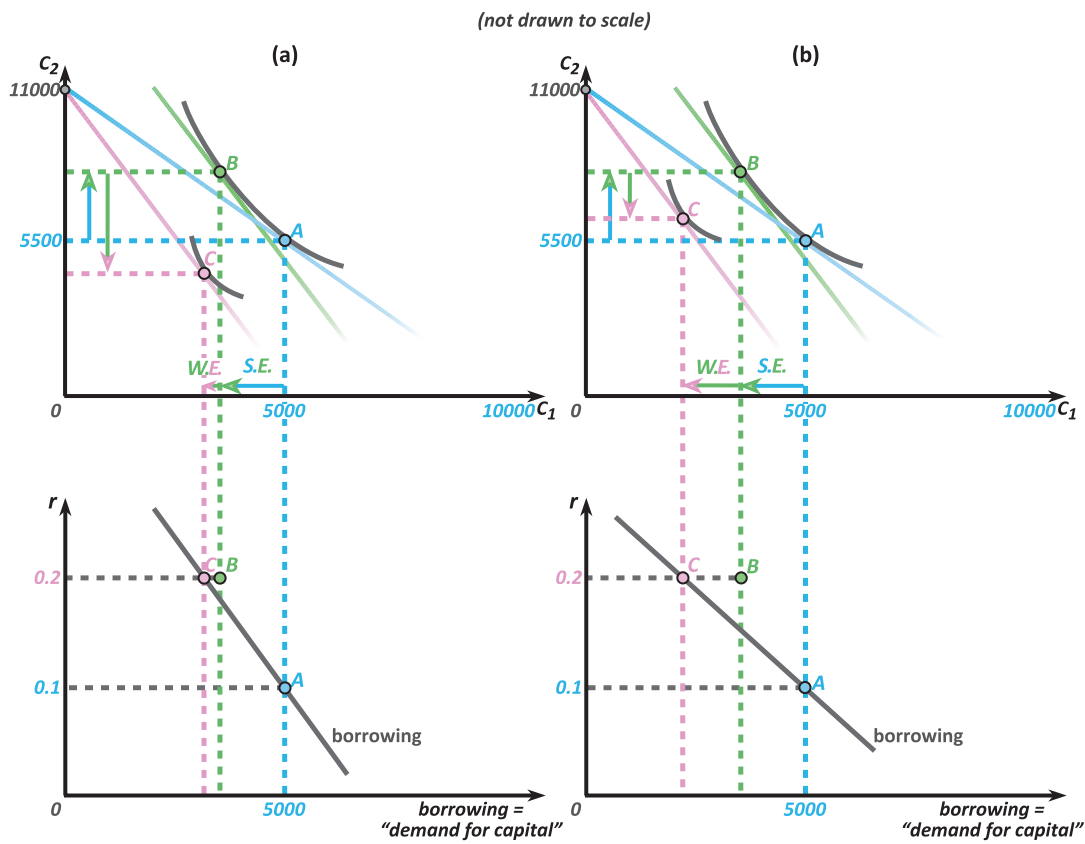 (not drawn to scale)
(a)
C2
11000
B
A
5500
C
W.E.
S.E.
0
5000
10000
C1
r
0.2
C
B
0.1
A
borrowing
0
5000
borrowing =
“demand for capital”
(b)
C2
11000
B
C
A
5500
W.E.
S.E.
0
5000
10000
C1
r
0.2
C
B
0.1
A
borrowing
0
5000
borrowing =
“demand for capital”